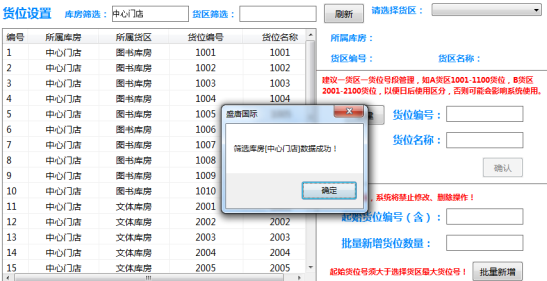 货位设置 库房筛选： 中心门店 货区筛选： 刷新 请选择货区：
所属库房：
货区编号： 货区名称：
编号 所属库房 所属货区 货位编号 货位名称
1 中心门店 图书库房 1001 1001
2 中心门店 图书库房 1002 1002
3 中心门店 图书库房 1003 1003
4 中心门店 图书库房 1004 1004
5 中心门店 图书库房 1005
6 中心门店 图书库房
7 中心门店 图书库房
8 中心门店 图书库房
9 中心门店 图书库房
10 中心门店 图书库房
11 中心门店 文体库房
12 中心门店 文体库房 2002 2002
13 中心门店 文体库房 2003 2003
14 中心门店 文体库房 2004 2004
15 中心门店 文体库房 2005 2005
建议一货区一货位号段管理，如A货区1001-1100货位，B货区
2001-2100货位，以便日后使用区分，否则可能会影响系统使用。
货位编号：
货位名称：
确认
盛唐国际
筛选库房[中心门店]数据成功！
确定
，系统将禁止修改、删除操作！
起始货位编号（含）：
批量新增货位数量：
起始货位号须大于选择货区最大货位号！ 批量新增